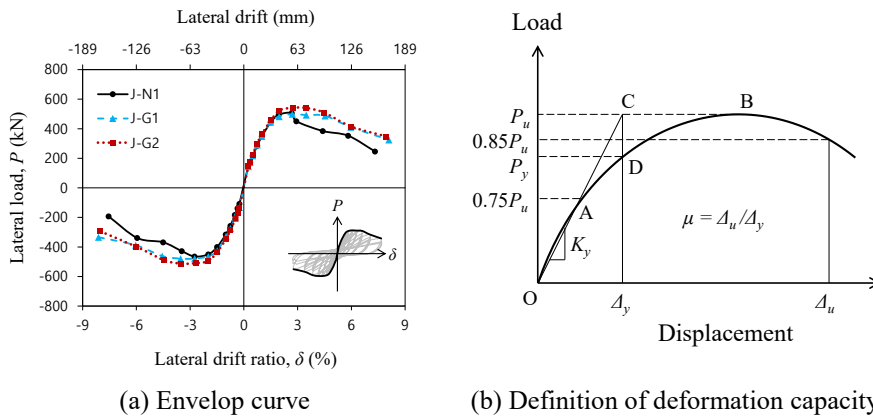 Lateral drift (mm)
-189 -126 -63 0 63 126 189
800
600
400
200
0
-200
-400
-600
-800
Lateral load, P (kN)
J-N1
J-G1
J-G2
P
δ
-9 -6 -3 0 3 6 9
Lateral drift ratio, δ (%)
(a) Envelop curve
Load
C B
P_u
0.85P_u
P_y
D
0.75P_u
A
μ = Δ_u/Δ_y
K_y
O
Δ_y Δ_u
Displacement
(b) Definition of deformation capacity